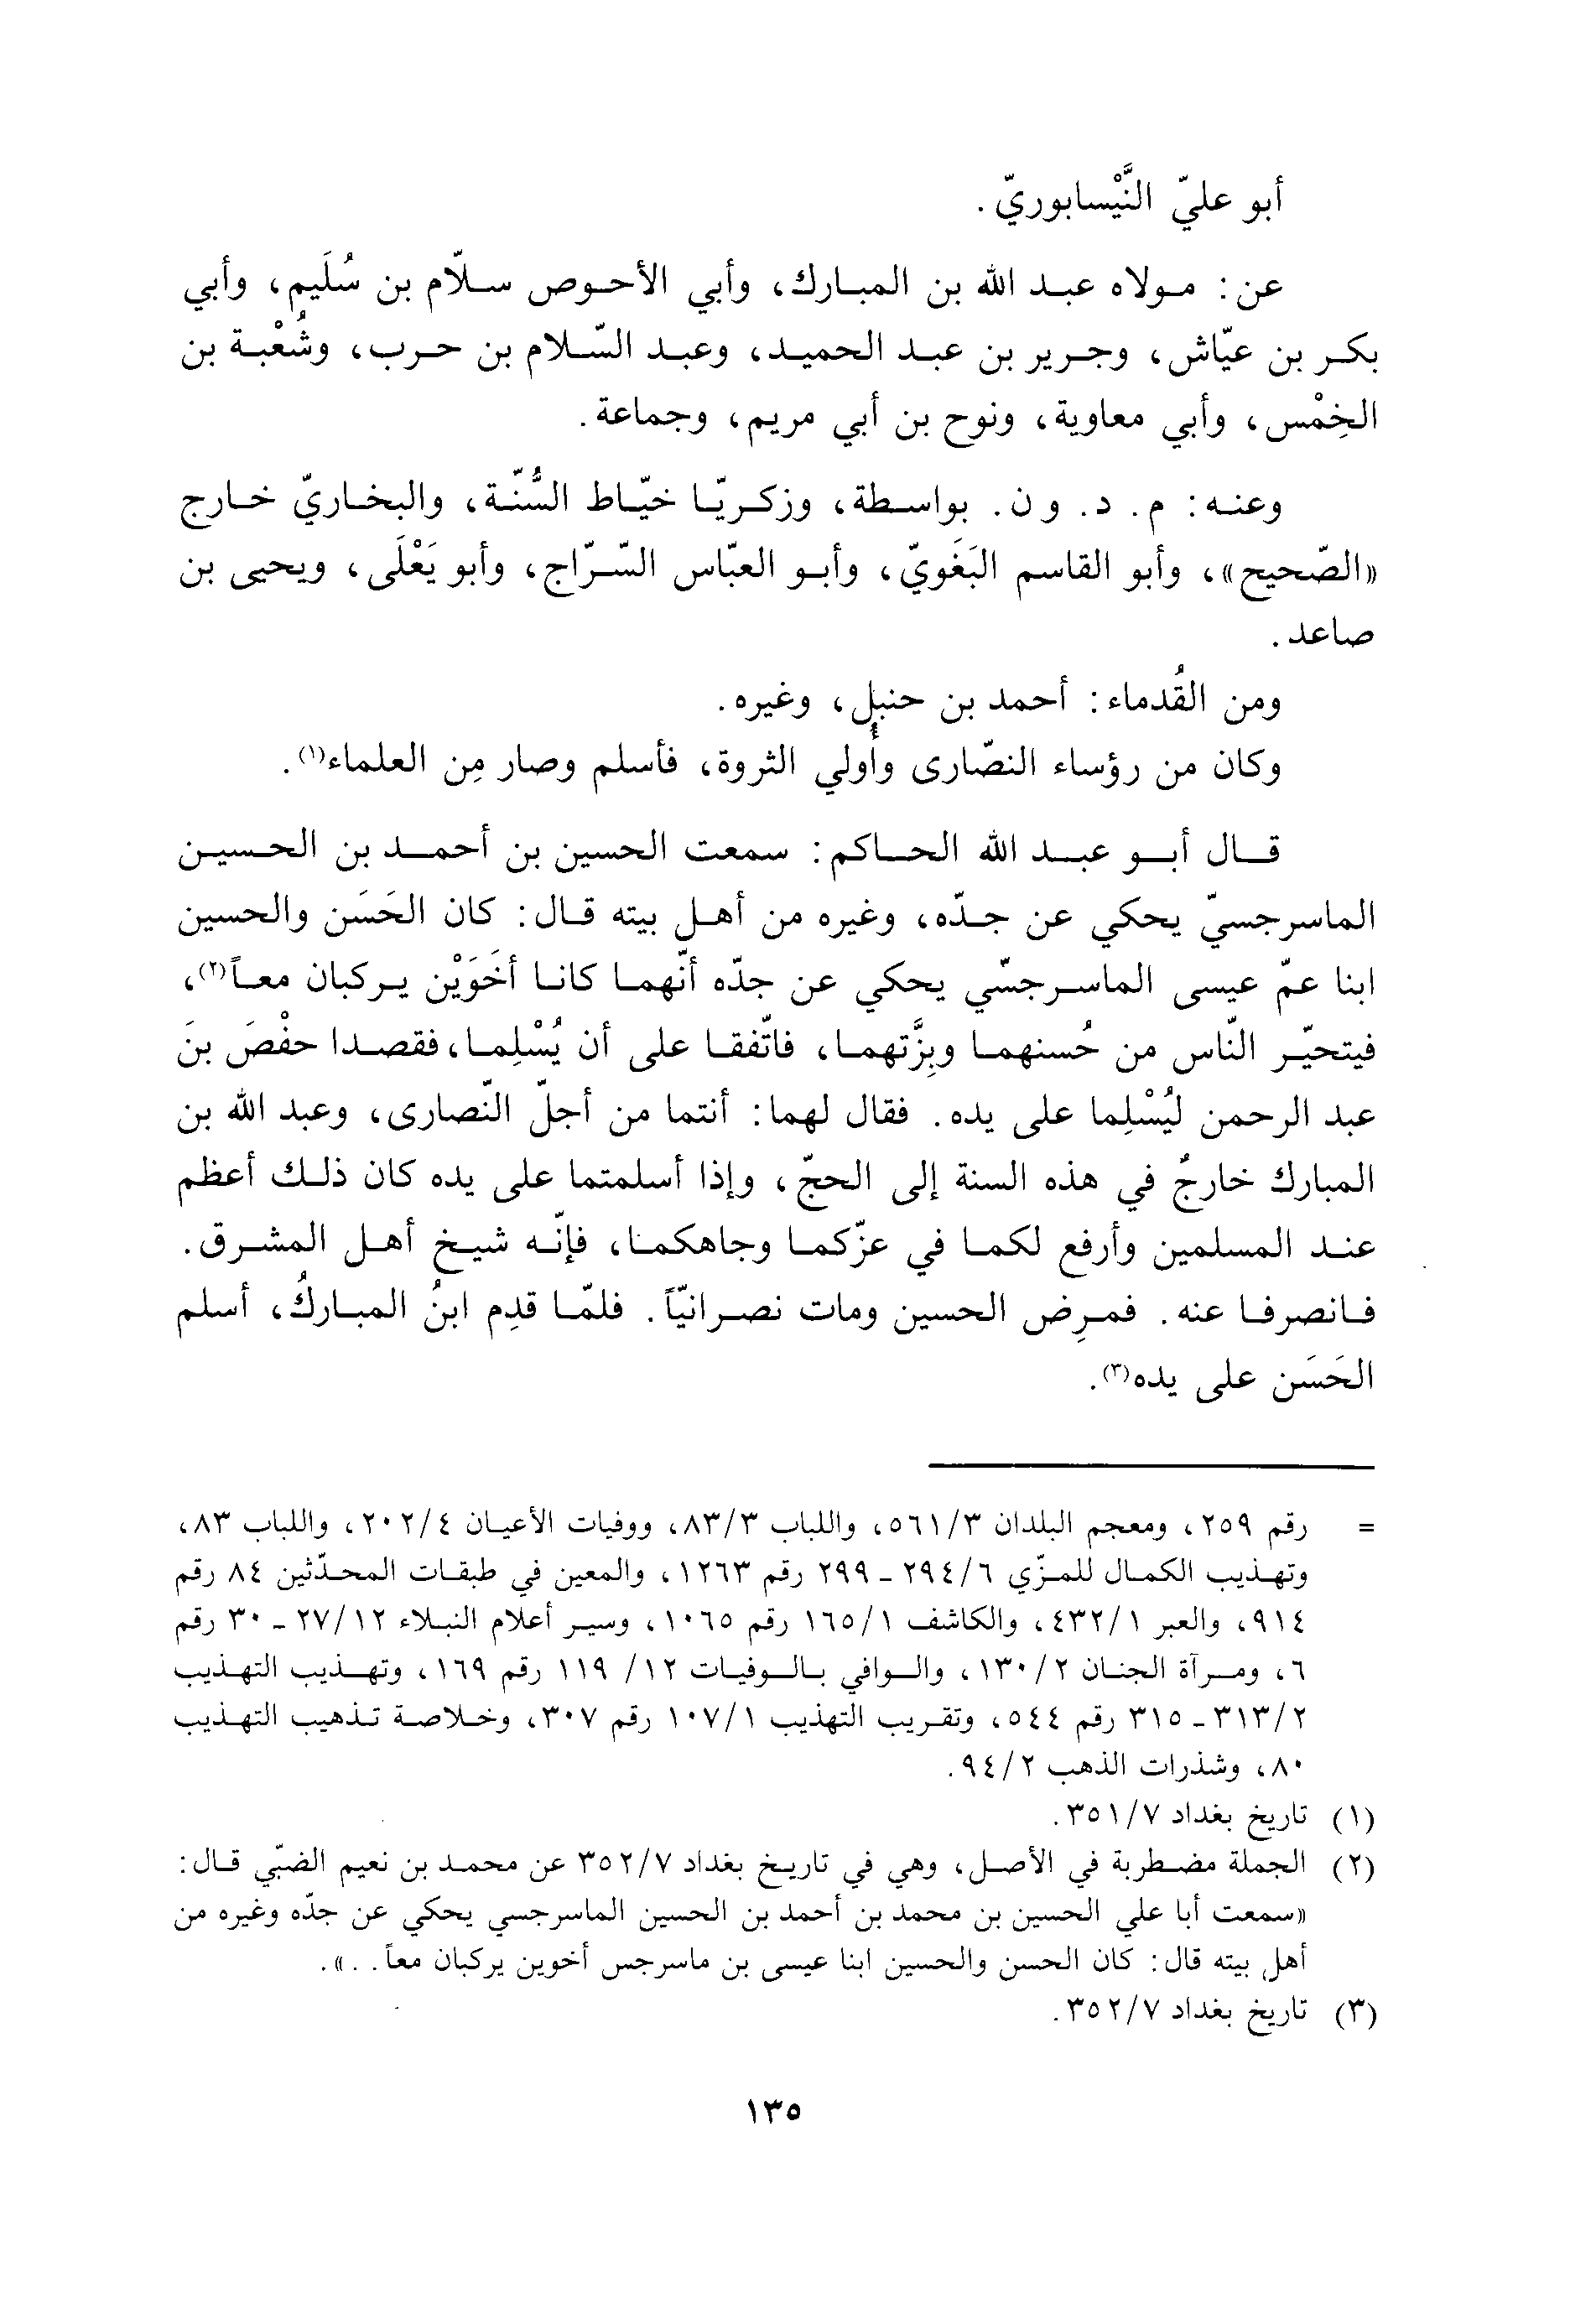 أبو عليّ النَّيْسابوريّ.
عن: مولاه عبد الله بن المبارك، وأبي الأحوص سلّام بن سُلَيم، وأبي
بكر بن عيّاش، وجرير بن عبد الحميد، وعبد السّلام بن حرب، وشُعْبة بن
الخِمْس، وأبي معاوية، ونوح بن أبي مريم، وجماعة.
وعنه: م. د. و ن. بواسطة، وزكريّا خيّاط السُّنّة، والبخاريّ خارج
«الصّحيح»، وأبو القاسم البَغَويّ، وأبو العبّاس السّرّاج، وأبو يَعْلَى، ويحيى بن
صاعد.
ومن القُدماء: أحمد بن حنبل، وغيره.
وكان من رؤساء النصّارى وأُولي الثروة، فأسلم وصار مِن العلماء(١).
قال أبو عبد الله الحاكم: سمعت الحسين بن أحمد بن الحسين
الماسرجسيّ يحكي عن جدّه، وغيره من أهل بيته قال: كان الحَسَن والحسين
ابنا عمّ عيسى الماسرجسّي يحكي عن جدّه أنّهما كانا أخَوَيْن يركبان معاً(٢)،
فيتحيّر النّاس من حُسنهما وبِزَّتهما، فاتّفقا على أن يُسْلِما، فقصدا حفْصَ بنَ
عبد الرحمن ليُسْلِما على يده. فقال لهما: أنتما من أجلّ النّصارى، وعبد الله بن
المبارك خارجٌ في هذه السنة إلى الحجّ، وإذا أسلمتما على يده كان ذلك أعظم
عند المسلمين وأرفع لكما في عزّكما وجاهكما، فإنّه شيخ أهل المشرق.
فانصرفا عنه. فمرِض الحسين ومات نصرانيّاً. فلمّا قدِم ابنُ المباركُ، أسلم
الحَسَن على يده(٣).
= رقم ٢٥٩، ومعجم البلدان ٥٦١/٣، واللباب ٨٣/٣، ووفيات الأعيان ٢٠٢/٤، واللباب ٨٣،
وتهذيب الكمال للمزّي ٢٩٤/٦ - ٢٩٩ رقم ١٢٦٣، والمعين في طبقات المحدّثين ٨٤ رقم
٩١٤، والعبر ٤٣٢/١، والكاشف ١٦٥/١ رقم ١٠٦٥، وسير أعلام النبلاء ٢٧/١٢ - ٣٠ رقم
٦، ومرآة الجنان ١٣٠/٢، والوافي بالوفيات ١٢/ ١١٩ رقم ١٦٩، وتهذيب التهذيب
٣١٣/٢ - ٣١٥ رقم ٥٤٤، وتقريب التهذيب ١٠٧/١ رقم ٣٠٧، وخلاصة تذهيب التهذيب
٨٠، وشذرات الذهب ٩٤/٢.
(١) تاريخ بغداد ٣٥١/٧.
(٢) الجملة مضطربة في الأصل، وهي في تاريخ بغداد ٣٥٢/٧ عن محمد بن نعيم الضبّي قال:
«سمعت أبا علي الحسين بن محمد بن أحمد بن الحسين الماسرجسي يحكي عن جدّه وغيره من
أهل بيته قال: كان الحسن والحسين ابنا عيسى بن ماسرجس أخوين يركبان معاً. . .».
(٣) تاريخ بغداد ٣٥٢/٧.
١٣٥